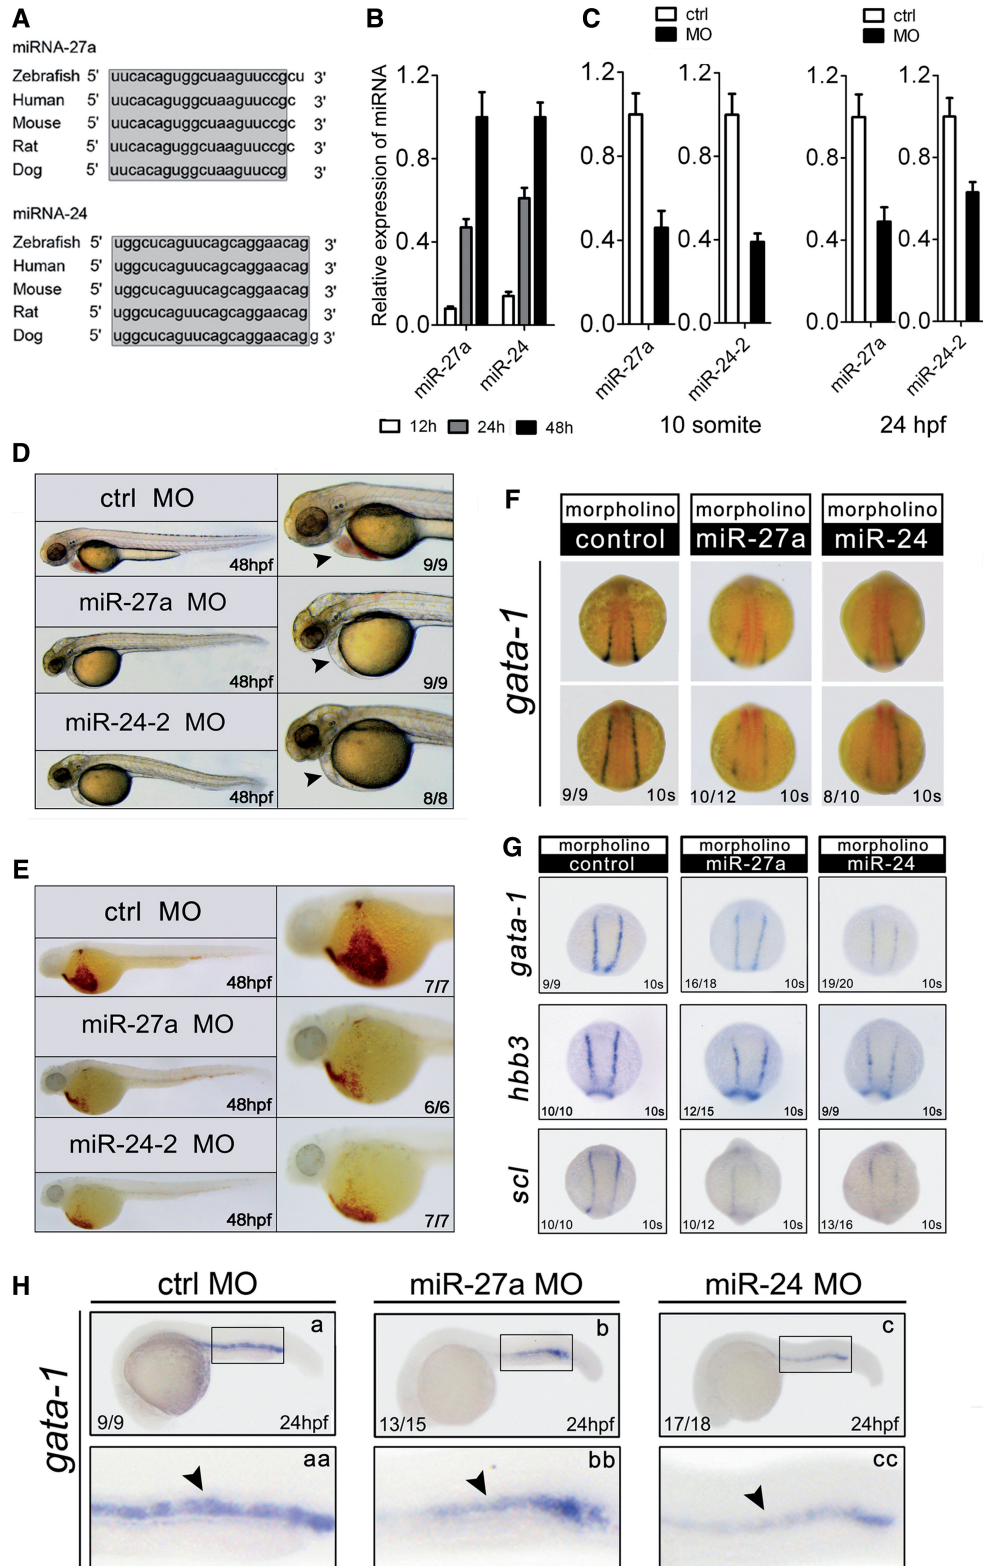 A
miRNA-27a
Zebrafish 5' uucacaguggcuaaguuccgcu 3'
Human 5' uucacaguggcuaaguuccgc 3'
Mouse 5' uucacaguggcuaaguuccgc 3'
Rat 5' uucacaguggcuaaguuccgc 3'
Dog 5' uucacaguggcuaaguuccg 3'
miRNA-24
Zebrafish 5' uggcucaguucagcaggaacag 3'
Human 5' uggcucaguucagcaggaacag 3'
Mouse 5' uggcucaguucagcaggaacag 3'
Rat 5' uggcucaguucagcaggaacag 3'
Dog 5' uggcucaguucagcaggaacagg 3'
B
Relative expression of miRNA
1.2
0.8
0.4
0.0
miR-27a
miR-24
12h 24h 48h
C
ctrl
MO
1.2
0.8
0.4
0.0
miR-27a
1.2
0.8
0.4
0.0
miR-24-2
10 somite
ctrl
MO
1.2
0.8
0.4
0.0
miR-27a
1.2
0.8
0.4
0.0
miR-24-2
24 hpf
D
ctrl MO
48hpf
9/9
miR-27a MO
48hpf
9/9
miR-24-2 MO
48hpf
8/8
E
ctrl MO
48hpf
7/7
miR-27a MO
48hpf
6/6
miR-24-2 MO
48hpf
7/7
F
morpholino
control
morpholino
miR-27a
morpholino
miR-24
gata-1
9/9 10s
10/12 10s
8/10 10s
G
morpholino
control
morpholino
miR-27a
morpholino
miR-24
gata-1
9/9 10s
16/18 10s
19/20 10s
hbb3
10/10 10s
12/15 10s
9/9 10s
scl
10/10 10s
10/12 10s
13/16 10s
H
ctrl MO
miR-27a MO
miR-24 MO
gata-1
a
9/9 24hpf
b
13/15 24hpf
c
17/18 24hpf
aa
bb
cc